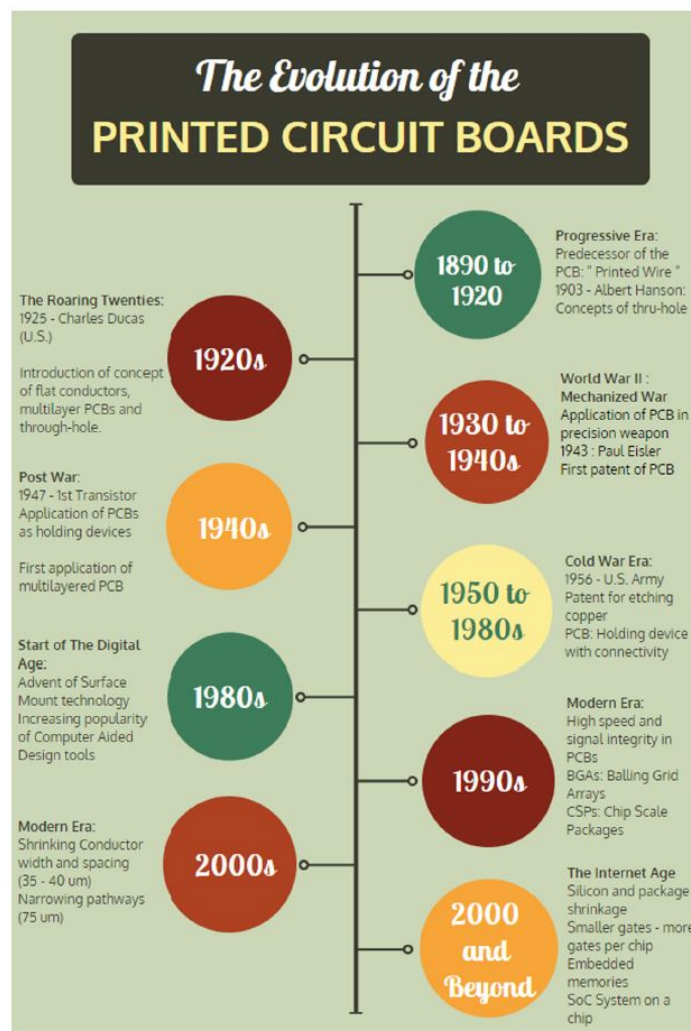 The Evolution of the
PRINTED CIRCUIT BOARDS
1890 to
1920
Progressive Era:
Predecessor of the
PCB: " Printed Wire "
1903 - Albert Hanson:
Concepts of thru-hole
The Roaring Twenties:
1925 - Charles Ducas
(U.S.)
Introduction of concept
of flat conductors,
multilayer PCBs and
through-hole.
1920s
1930 to
1940s
World War II :
Mechanized War
Application of PCB in
precision weapon
1943 : Paul Eisler
First patent of PCB
Post War:
1947 - 1st Transistor
Application of PCBs
as holding devices
First application of
multilayered PCB
1940s
1950 to
1980s
Cold War Era:
1956 - U.S. Army
Patent for etching
copper
PCB: Holding device
with connectivity
Start of The Digital
Age:
Advent of Surface
Mount technology
Increasing popularity
of Computer Aided
Design tools
1980s
1990s
Modern Era:
High speed and
signal integrity in
PCBs
BGAs: Balling Grid
Arrays
CSPs: Chip Scale
Packages
Modern Era:
Shrinking Conductor
width and spacing
(35 - 40 um)
Narrowing pathways
(75 um)
2000s
2000
and
Beyond
The Internet Age
Silicon and package
shrinkage
Smaller gates - more
gates per chip
Embedded
memories
SoC System on a
chip